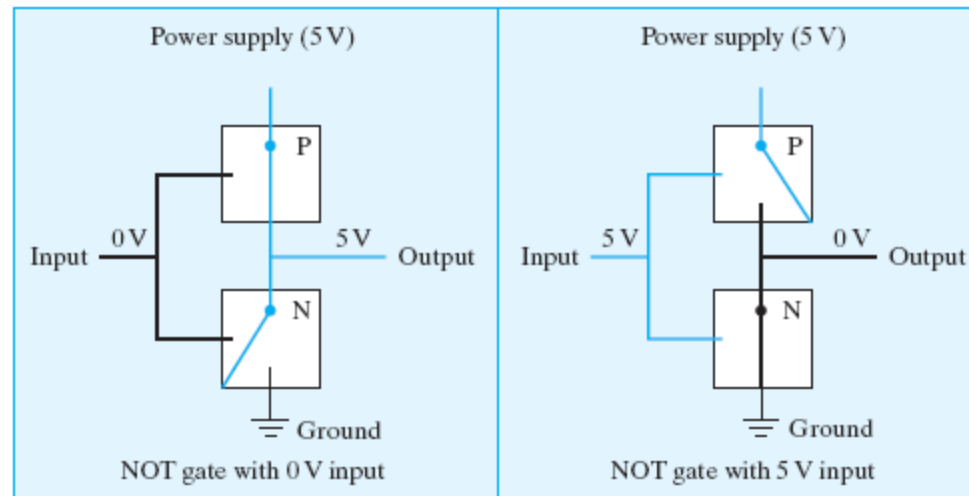 Power supply (5 V)
P
0 V
5 V
Input
Output
N
Ground
NOT gate with 0 V input
Power supply (5 V)
P
5 V
0 V
Input
Output
N
Ground
NOT gate with 5 V input